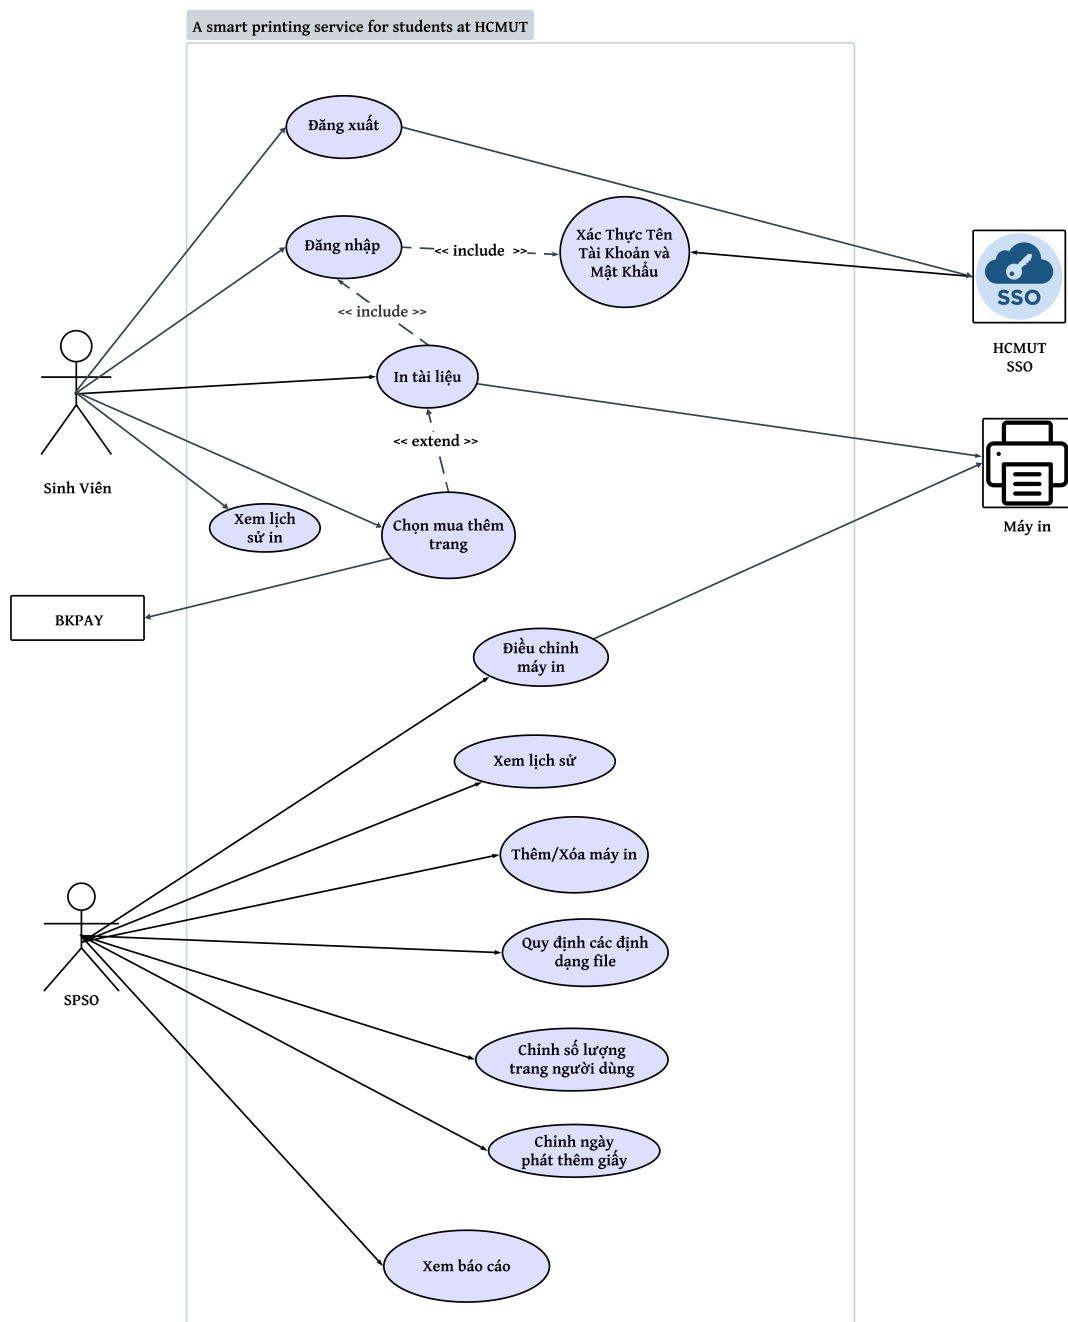 A smart printing service for students at HCMUT
Đăng xuất
Đăng nhập
<< include >>
Xác Thực Tên
Tài Khoản và
Mật Khẩu
SSO
HCMUT
SSO
<< include >>
In tài liệu
<< extend >>
Sinh Viên
Xem lịch
sử in
Chọn mua thêm
trang
Máy in
BKPAY
Điều chỉnh
máy in
Xem lịch sử
Thêm/Xóa máy in
Quy định các định
dạng file
SPSO
Chỉnh số lượng
trang người dùng
Chỉnh ngày
phát thêm giấy
Xem báo cáo